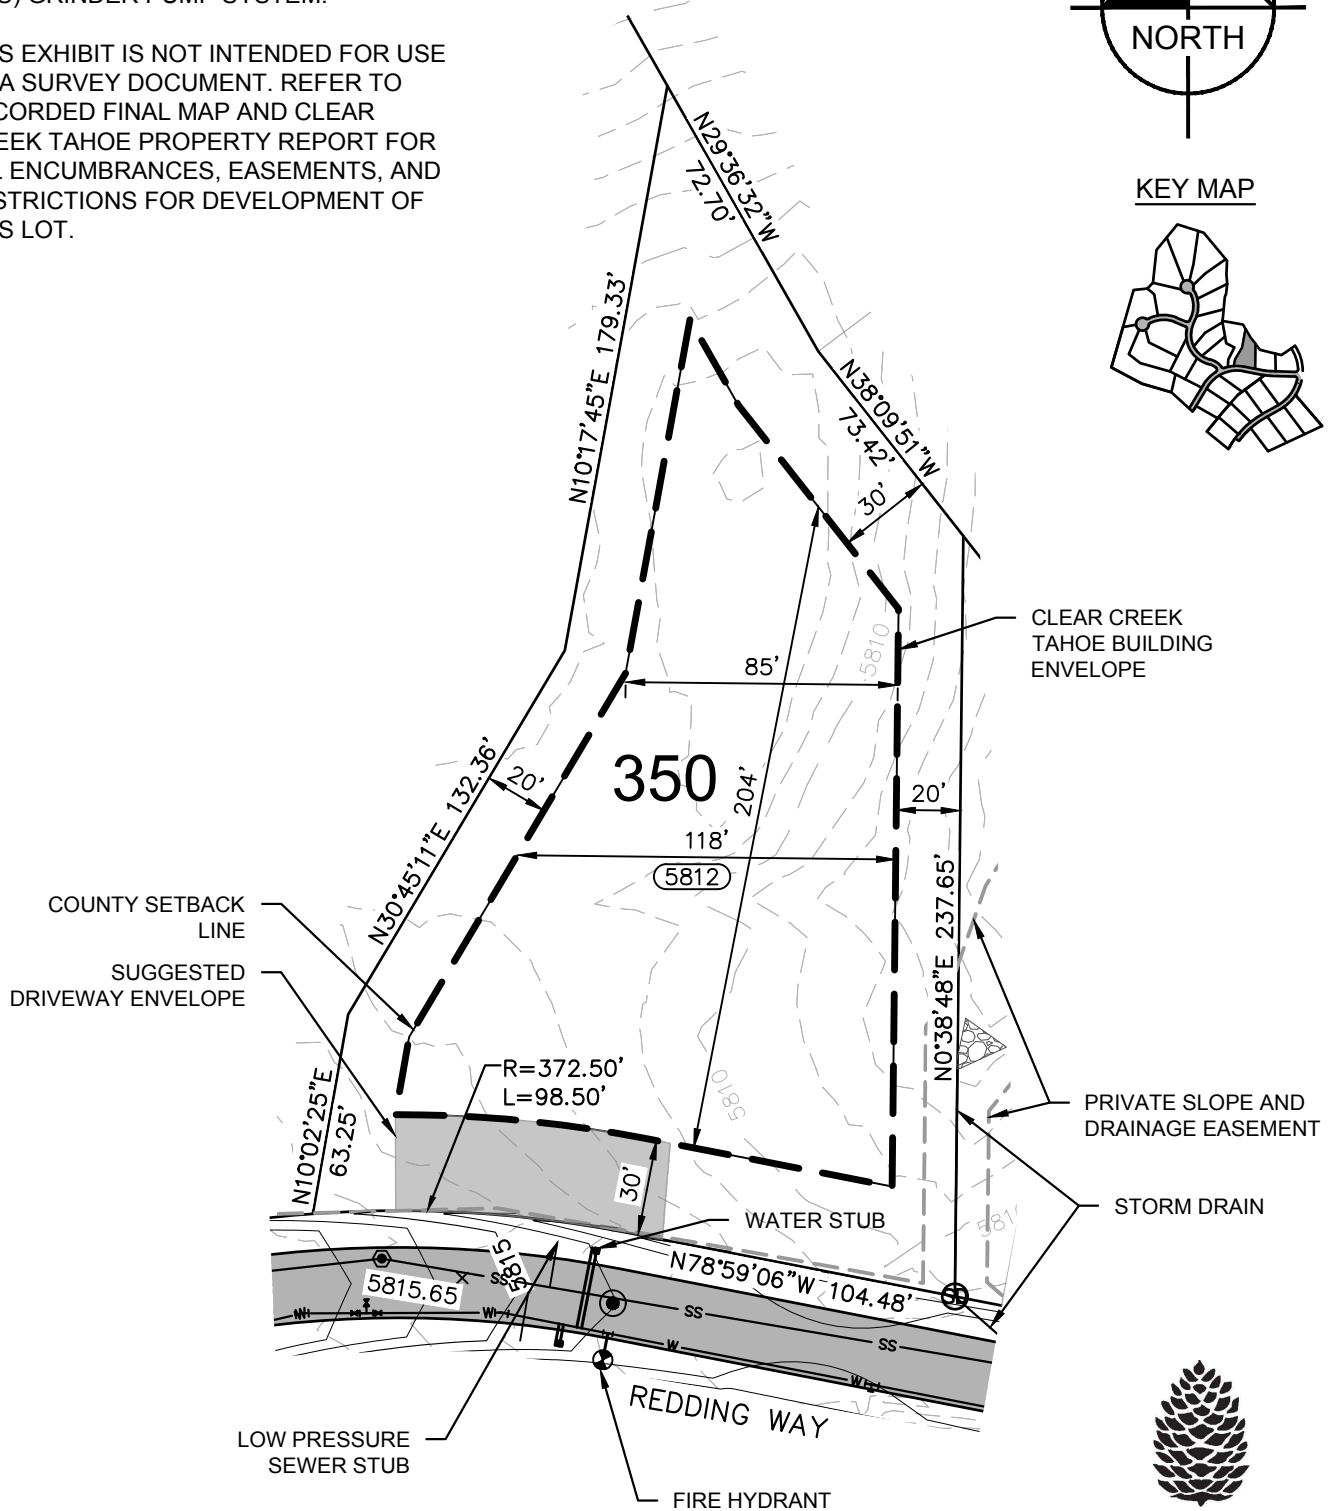 S) GRINDER PUMP SYSTEM.
S EXHIBIT IS NOT INTENDED FOR USE
A SURVEY DOCUMENT. REFER TO
CORDED FINAL MAP AND CLEAR
EEK TAHOE PROPERTY REPORT FOR
L ENCUMBRANCES, EASEMENTS, AND
STRICTIONS FOR DEVELOPMENT OF
S LOT.
NORTH
KEY MAP
N29°36'32"W
72.70'
N10°17'45"E 179.33'
N38°09'51"W
73.42'
30'
CLEAR CREEK
TAHOE BUILDING
ENVELOPE
5810
85'
350
204'
20'
20'
N30°45'11"E 132.36'
118'
5812
N0°38'48"E 237.65'
COUNTY SETBACK
LINE
SUGGESTED
DRIVEWAY ENVELOPE
R=372.50'
L=98.50'
5810
N10°02'25"E
63.25'
30'
PRIVATE SLOPE AND
DRAINAGE EASEMENT
STORM DRAIN
581
WATER STUB
N78°59'06"W 104.48'
SD
5815
5815.65
SS
SS
SS
W
W
W
W
REDDING WAY
LOW PRESSURE
SEWER STUB
FIRE HYDRANT